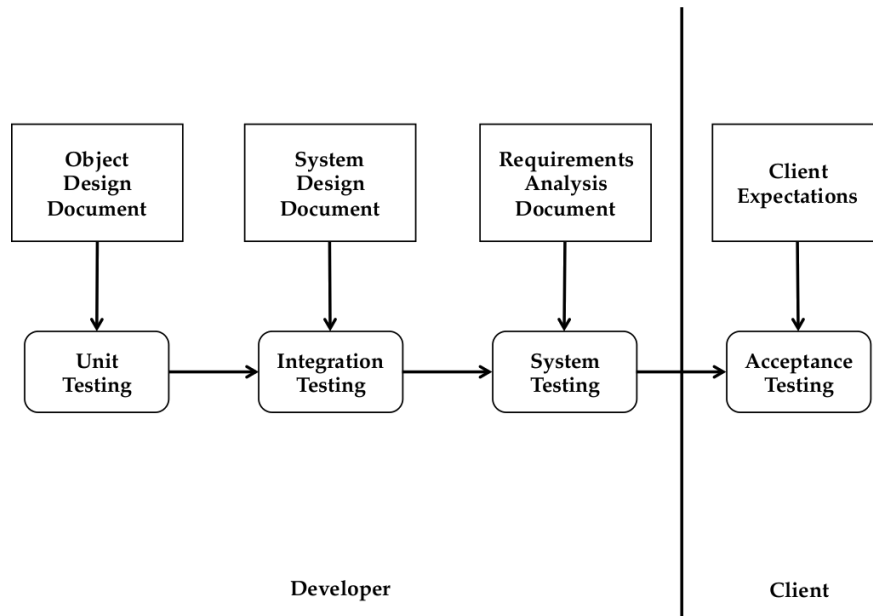 Object
Design
Document
System
Design
Document
Requirements
Analysis
Document
Client
Expectations
Unit
Testing
Integration
Testing
System
Testing
Acceptance
Testing
Developer
Client